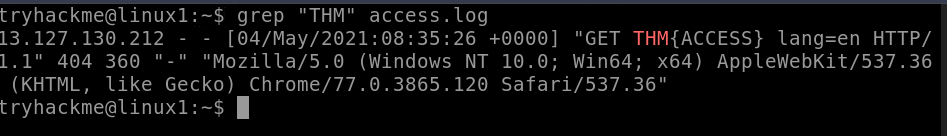 tryhackme@linux1:~$ grep "THM" access.log
13.127.130.212 - - [04/May/2021:08:35:26 +0000] "GET THM{ACCESS} lang=en HTTP/
1.1" 404 360 "-" "Mozilla/5.0 (Windows NT 10.0; Win64; x64) AppleWebKit/537.36
 (KHTML, like Gecko) Chrome/77.0.3865.120 Safari/537.36"
tryhackme@linux1:~$